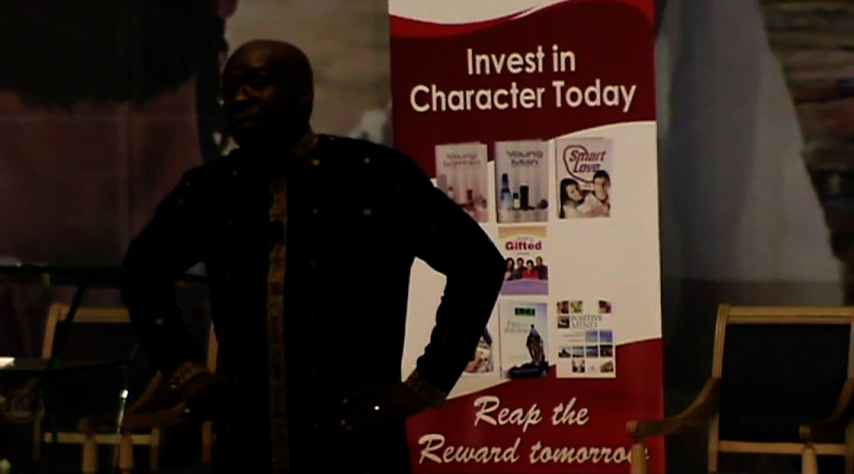 Invest in
Character Today
Young
Young
Man
Smart
Love
Gifted
POSITIVE
MIND
Reap the
Reward tomorrow